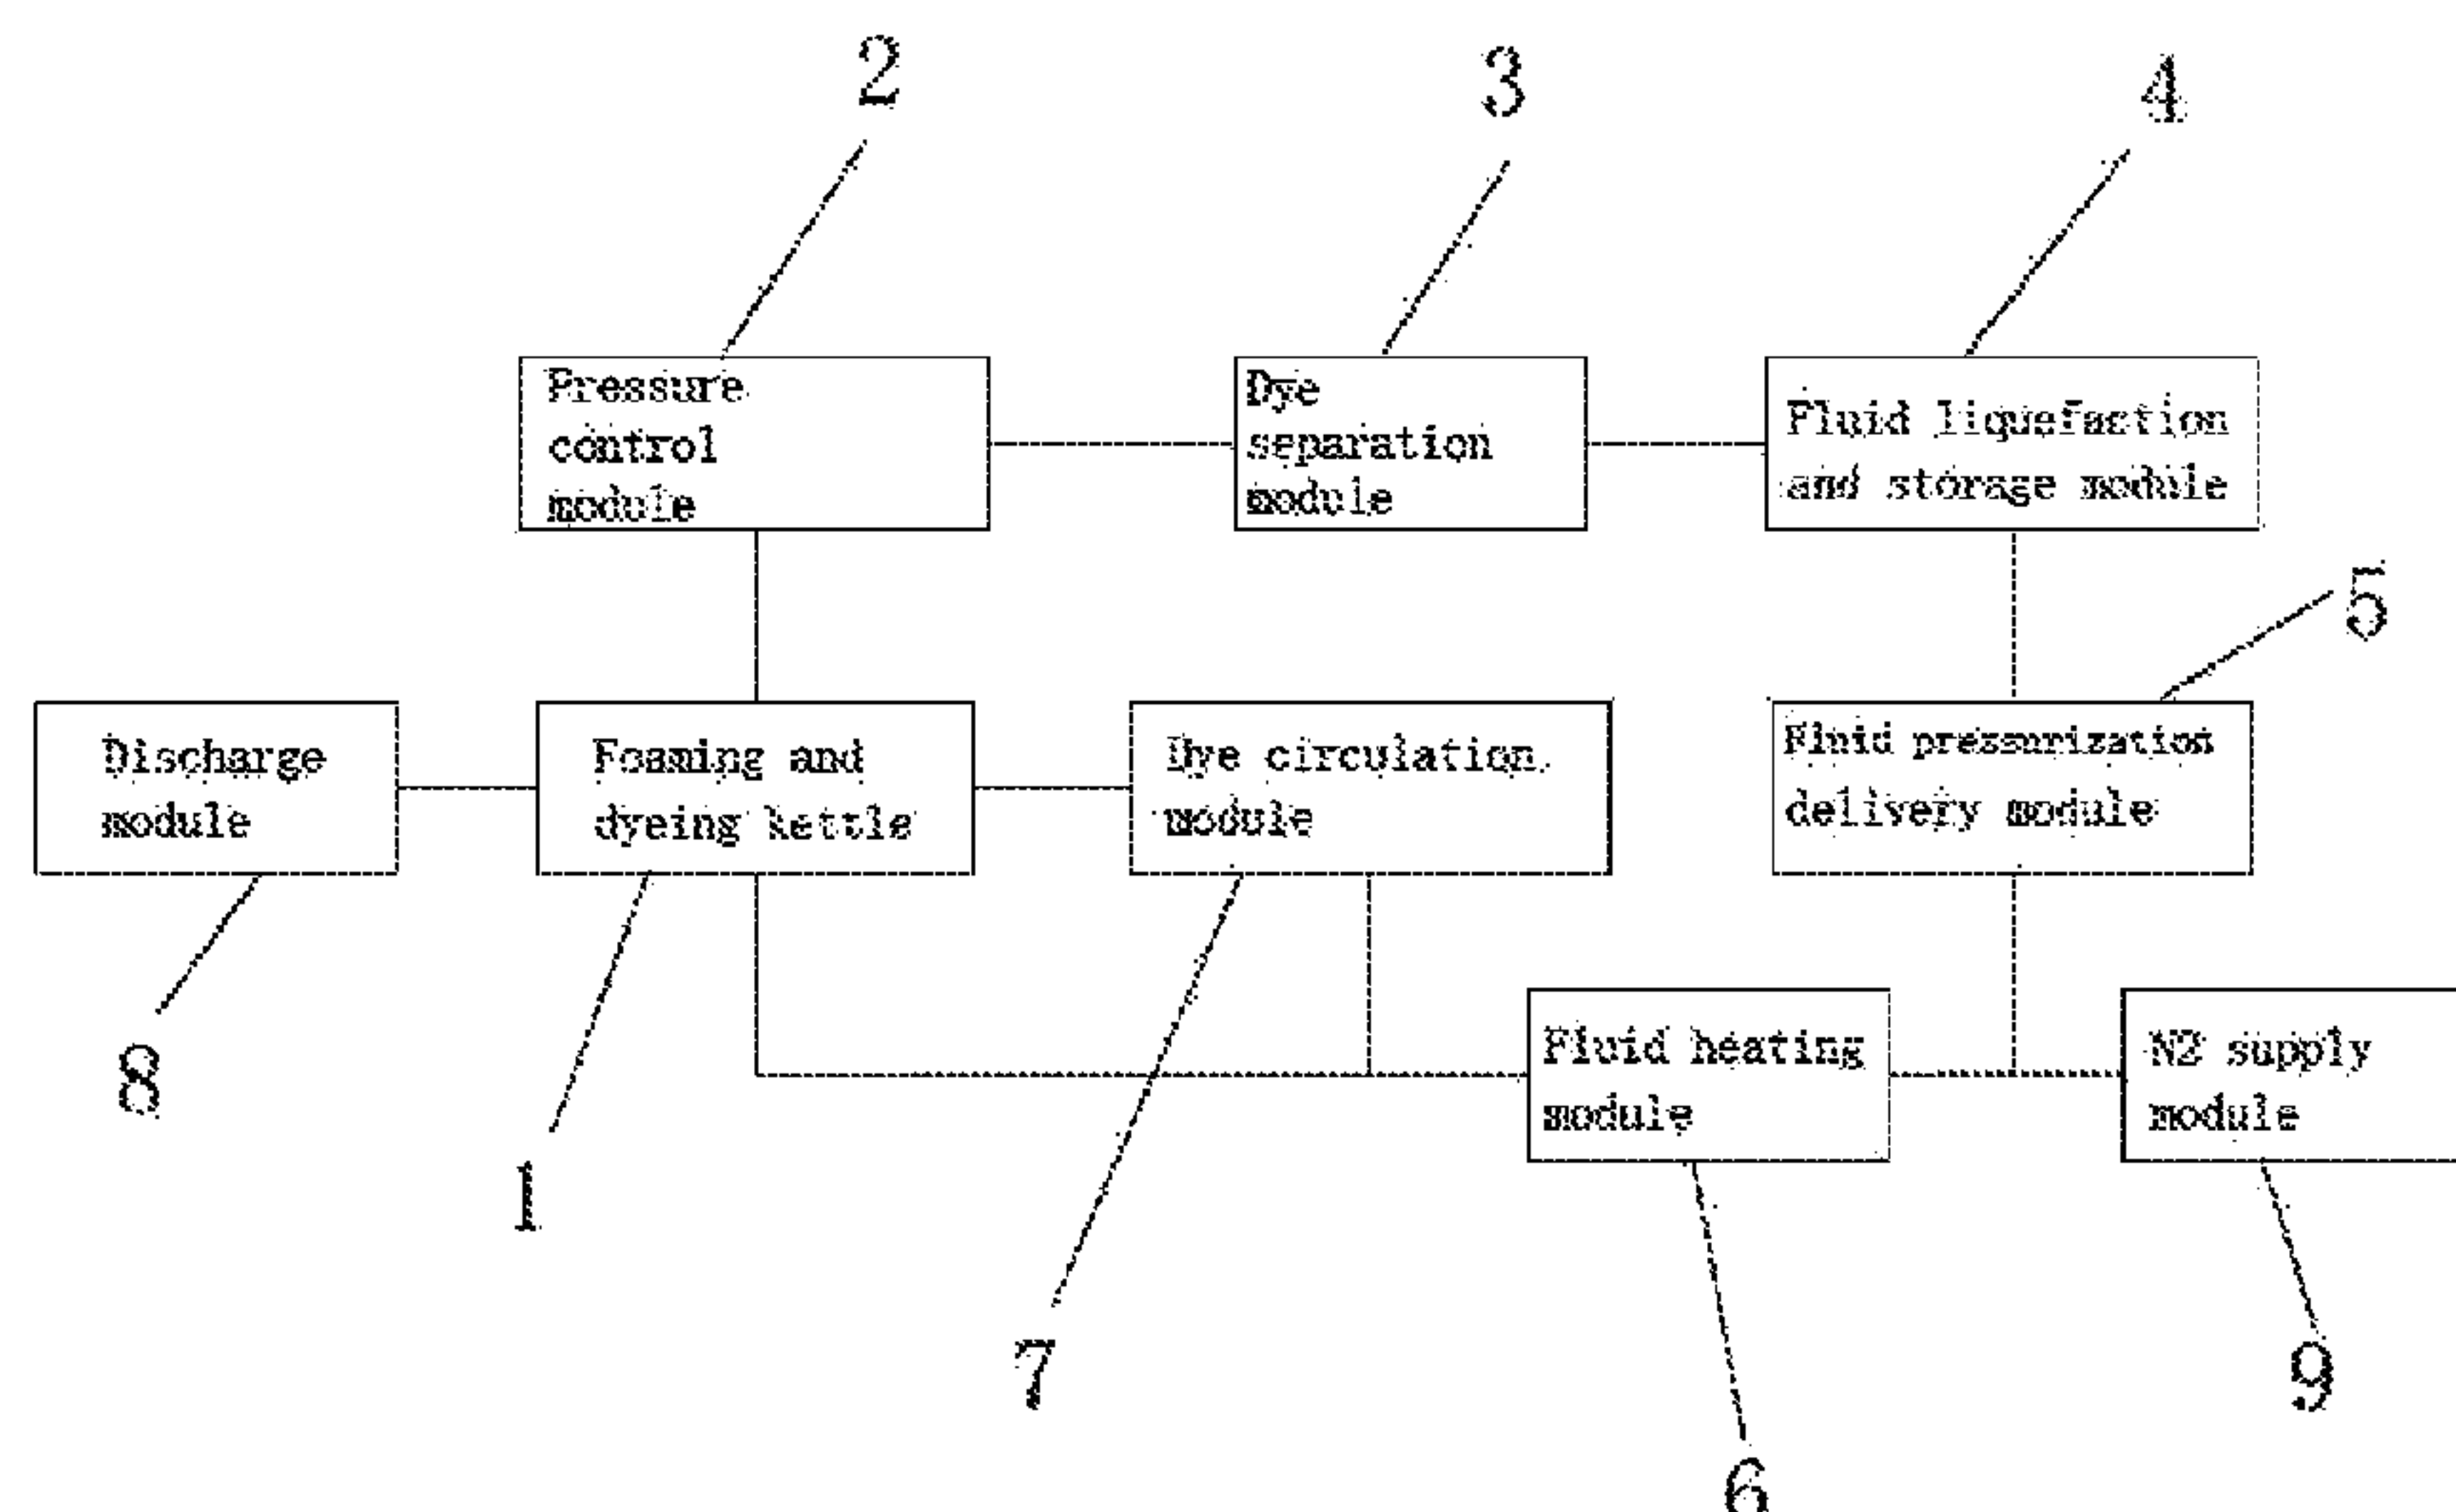 2
3
4
Pressure
control
module
Dye
separation
module
Fluid liquefaction
and storage module
5
Discharge
module
Foaming and
dyeing kettle
Dye circulation
module
Fluid pressurization
delivery module
8
1
Fluid heating
module
N2 supply
module
7
6
9